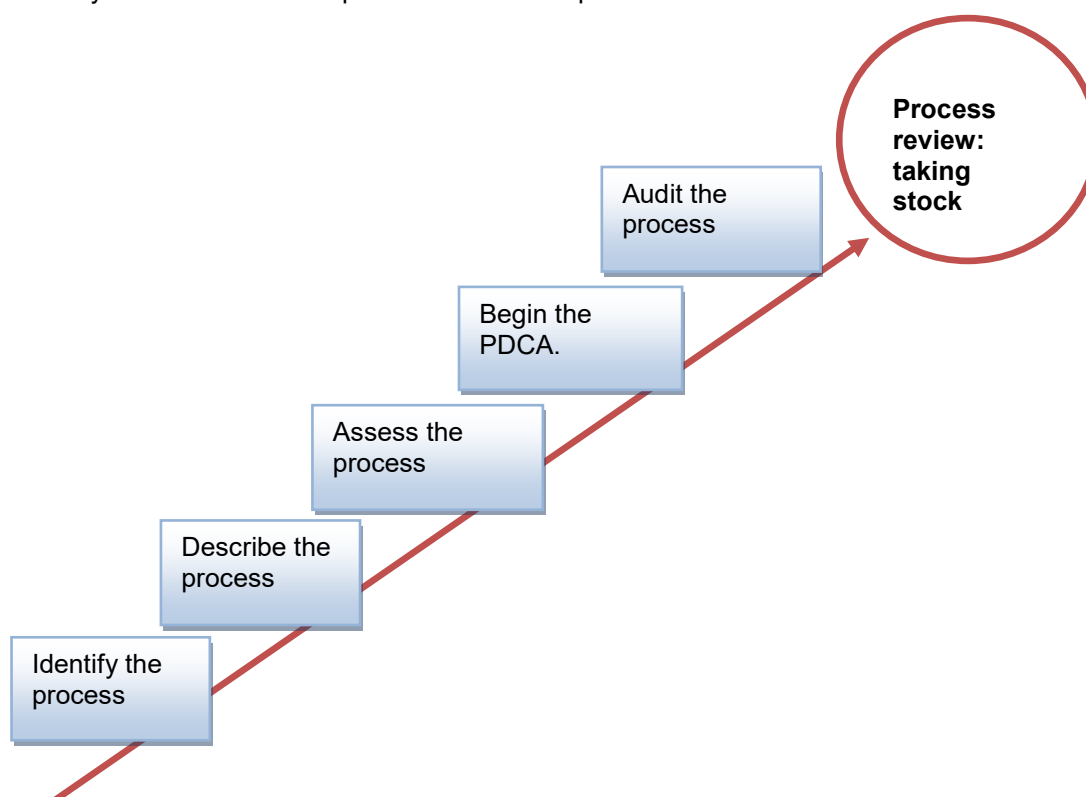 Process
review:
taking
stock
Audit the
process
Begin the
PDCA.
Assess the
process
Describe the
process
Identify the
process